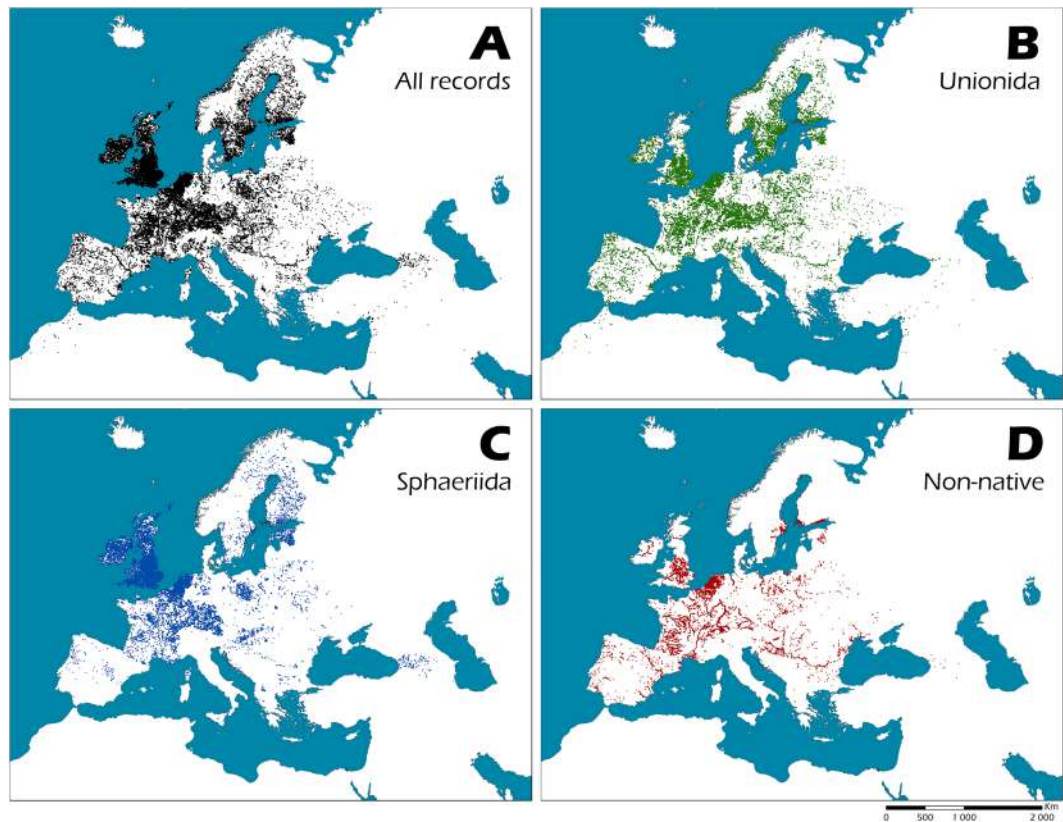 A
All records
B
Unionida
C
Sphaeriida
D
Non-native
Km
0 500 1 000 2 000